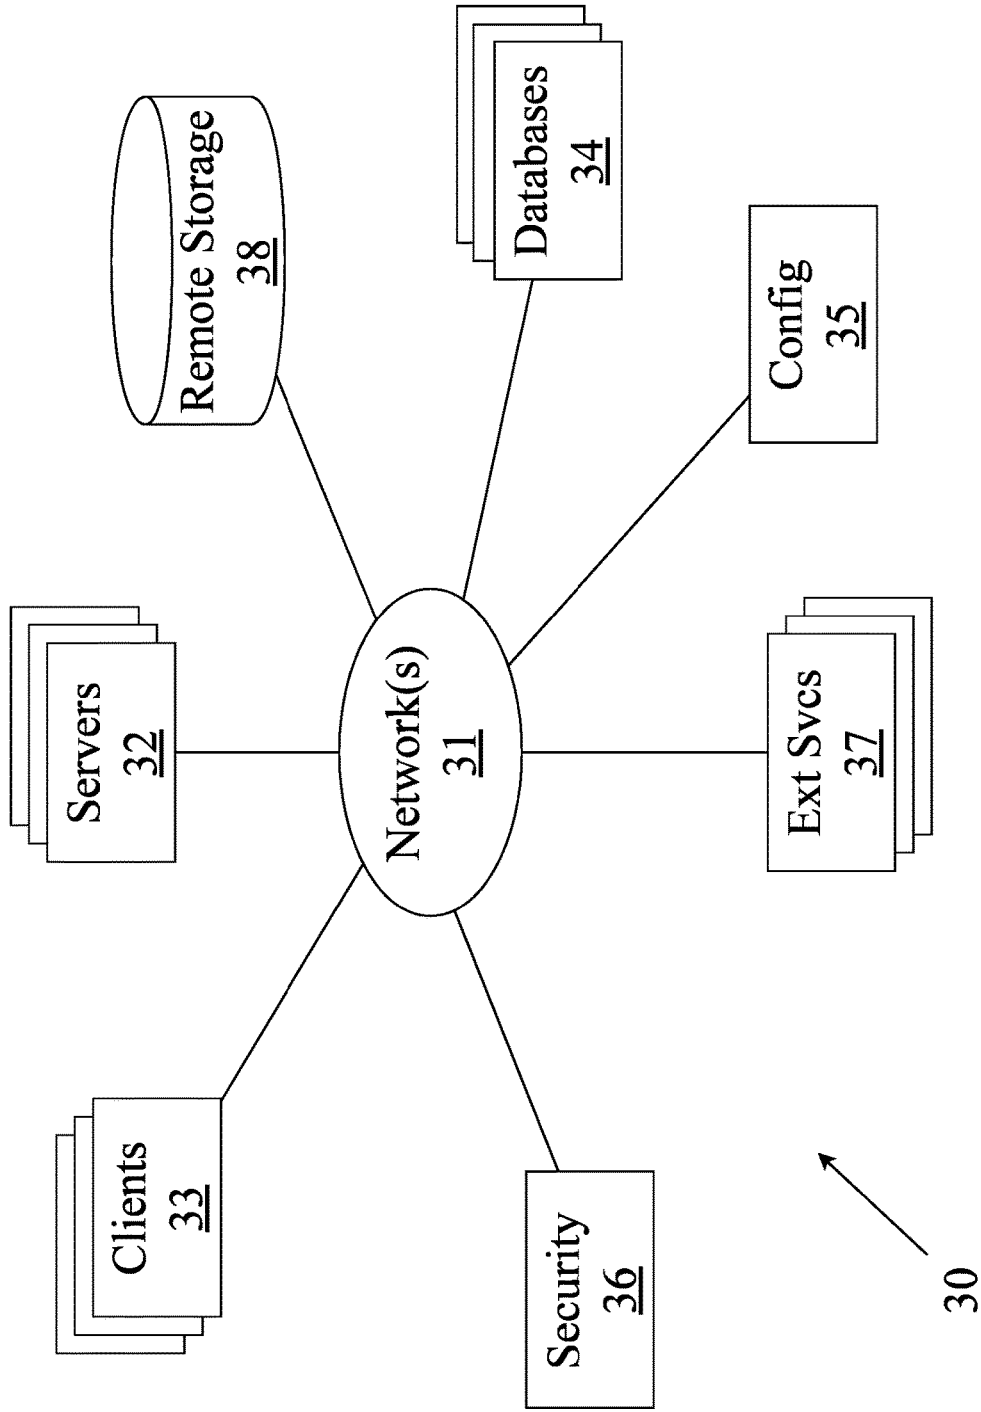 Servers
32
Clients
33
Remote Storage
38
Network(s)
31
Databases
34
Security
36
Config
35
Ext Svcs
37
30